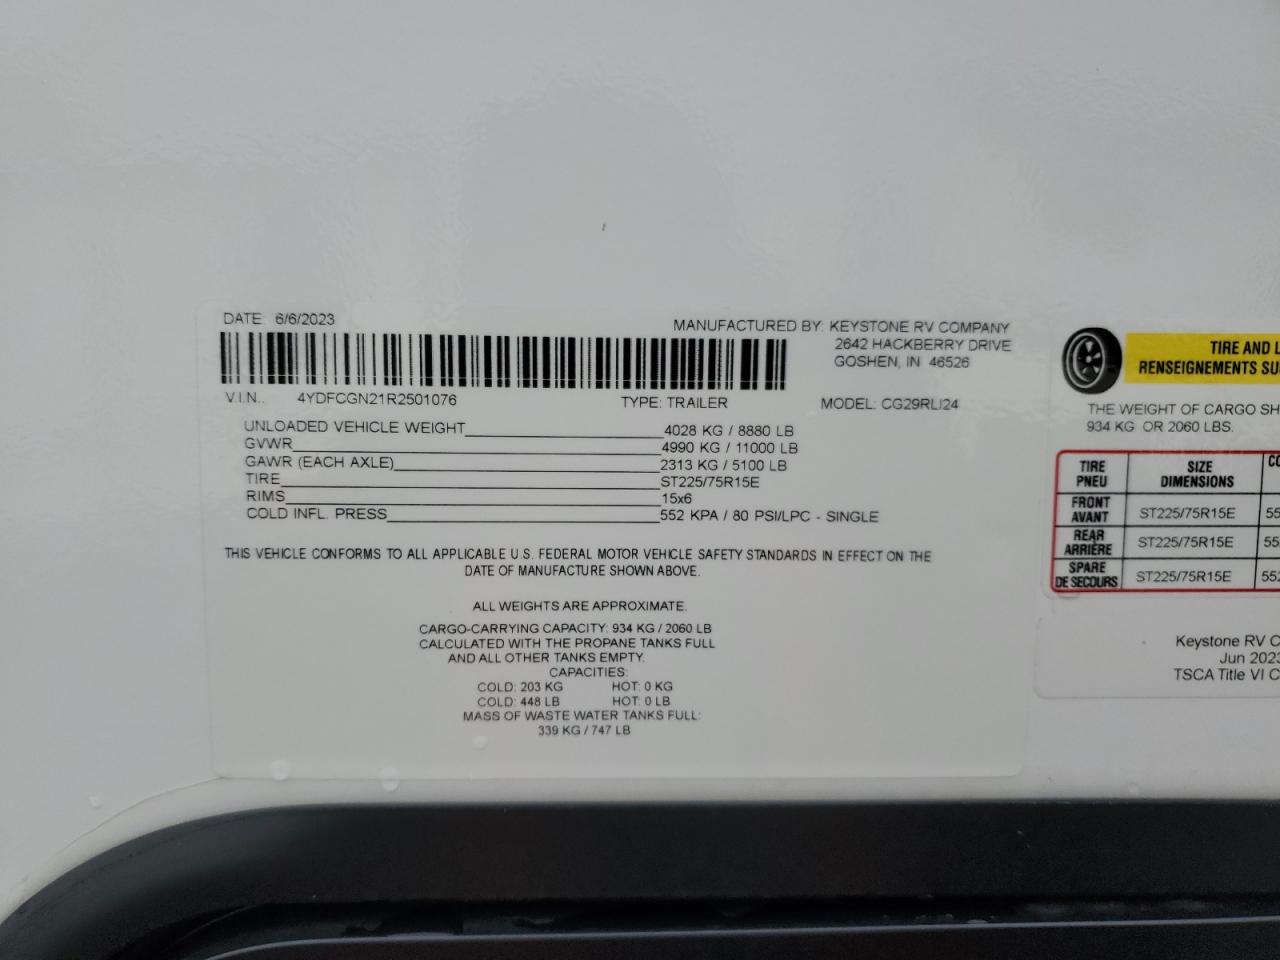 DATE 6/6/2023
MANUFACTURED BY: KEYSTONE RV COMPANY
2642 HACKBERRY DRIVE
GOSHEN, IN 46526
V.I.N.. 4YDFCGN21R2501076 TYPE: TRAILER MODEL: CG29RLI24
UNLOADED VEHICLE WEIGHT 4028 KG / 8880 LB
GVWR 4990 KG / 11000 LB
GAWR (EACH AXLE) 2313 KG / 5100 LB
TIRE ST225/75R15E
RIMS 15x6
COLD INFL. PRESS 552 KPA / 80 PSI/LPC - SINGLE
THIS VEHICLE CONFORMS TO ALL APPLICABLE U.S. FEDERAL MOTOR VEHICLE SAFETY STANDARDS IN EFFECT ON THE
DATE OF MANUFACTURE SHOWN ABOVE.
ALL WEIGHTS ARE APPROXIMATE.
CARGO-CARRYING CAPACITY: 934 KG / 2060 LB
CALCULATED WITH THE PROPANE TANKS FULL
AND ALL OTHER TANKS EMPTY.
CAPACITIES:
COLD: 203 KG HOT: 0 KG
COLD: 448 LB HOT: 0 LB
MASS OF WASTE WATER TANKS FULL:
339 KG / 747 LB
TIRE AND L
RENSEIGNEMENTS SU
THE WEIGHT OF CARGO SH
934 KG OR 2060 LBS.
TIRE SIZE CO
PNEU DIMENSIONS
FRONT
AVANT ST225/75R15E 55
REAR
ARRIÈRE ST225/75R15E 55
SPARE
DE SECOURS ST225/75R15E 552
Keystone RV C
Jun 2023
TSCA Title VI C